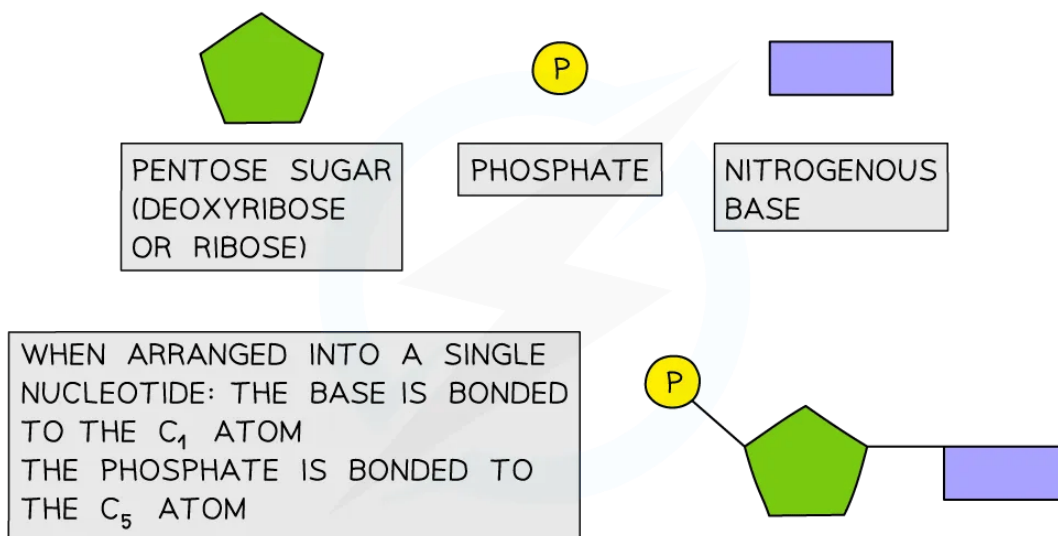 P
PENTOSE SUGAR
(DEOXYRIBOSE
OR RIBOSE)
PHOSPHATE
NITROGENOUS
BASE
WHEN ARRANGED INTO A SINGLE
NUCLEOTIDE: THE BASE IS BONDED
TO THE C₁ ATOM
THE PHOSPHATE IS BONDED TO
THE C₅ ATOM
P